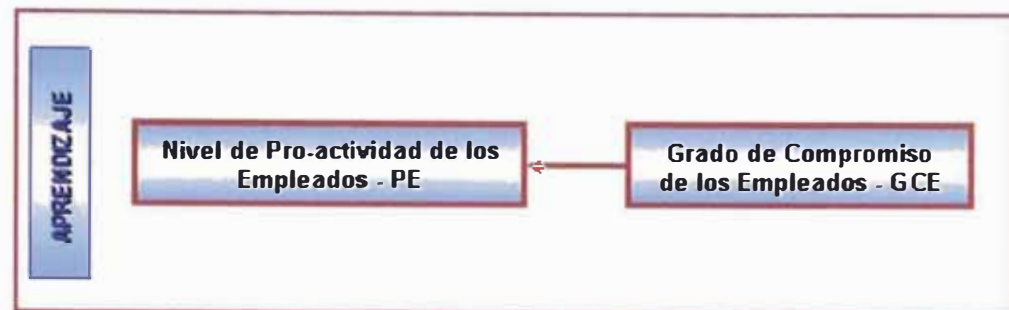 APRENDIZAJE
Nivel de Pro-actividad de los
Empleados - PE
Grado de Compromiso
de los Empleados - GCE